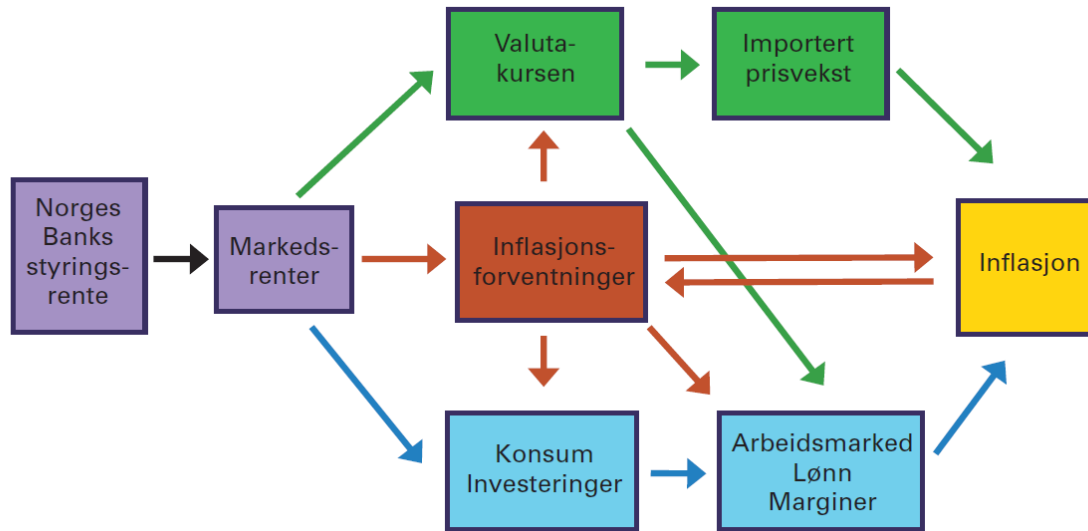 Valuta-
kursen
Importert
prisvekst
Norges
Banks
styrings-
rente
Markeds-
renter
Inflasjons-
forventninger
Inflasjon
Konsum
Investeringer
Arbeidsmarked
Lønn
Marginer